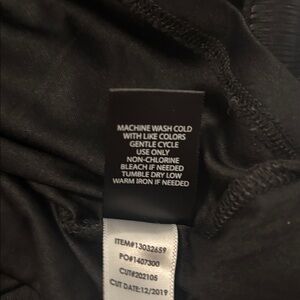 MACHINE WASH COLD
WITH LIKE COLORS
GENTLE CYCLE
USE ONLY
NON-CHLORINE
BLEACH IF NEEDED
TUMBLE DRY LOW
WARM IRON IF NEEDED
ITEM#13032659
PO#1407300
CUT#202105
CUT DATE:12/2019